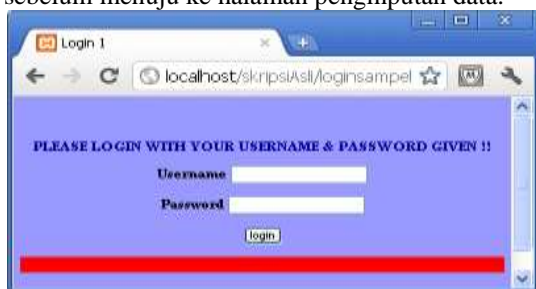 sebelum menuju ke halaman penginputan data.
Login 1
localhost/skripsiAsli/loginsampel
PLEASE LOGIN WITH YOUR USERNAME & PASSWORD GIVEN !!
Username
Password
login